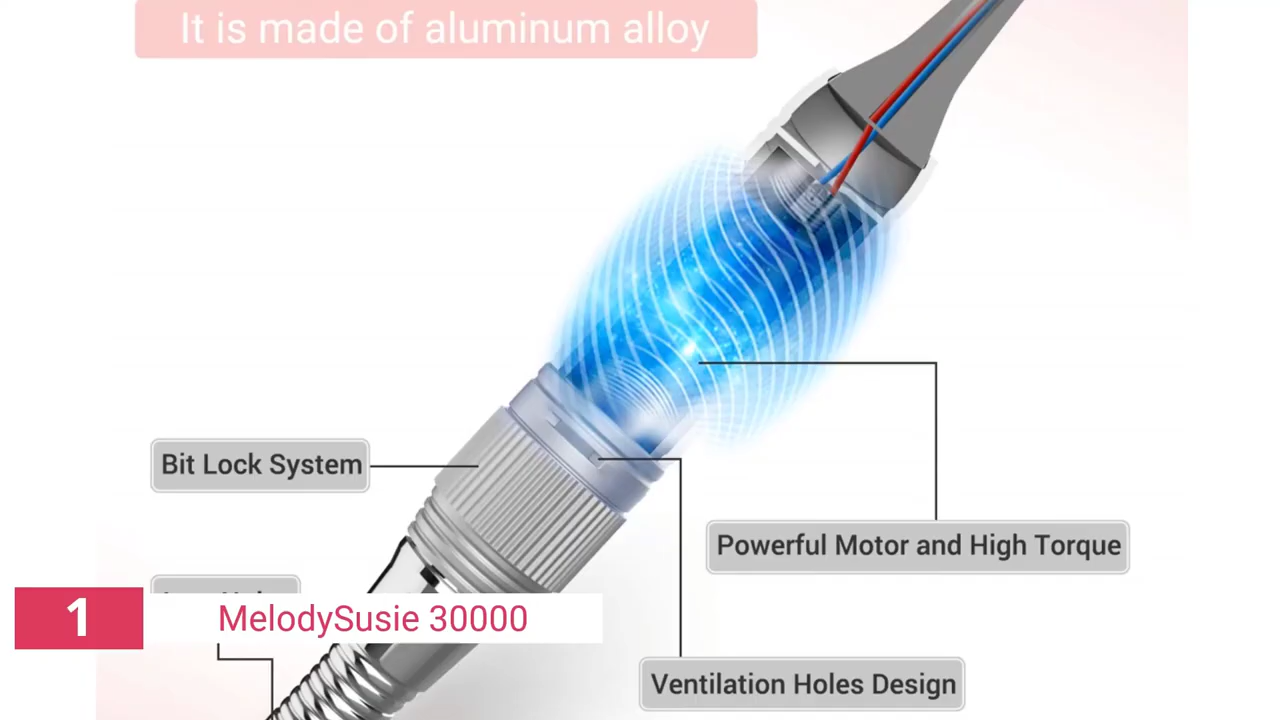 It is made of aluminum alloy
Bit Lock System
Powerful Motor and High Torque
1
MelodySusie 30000
Ventilation Holes Design